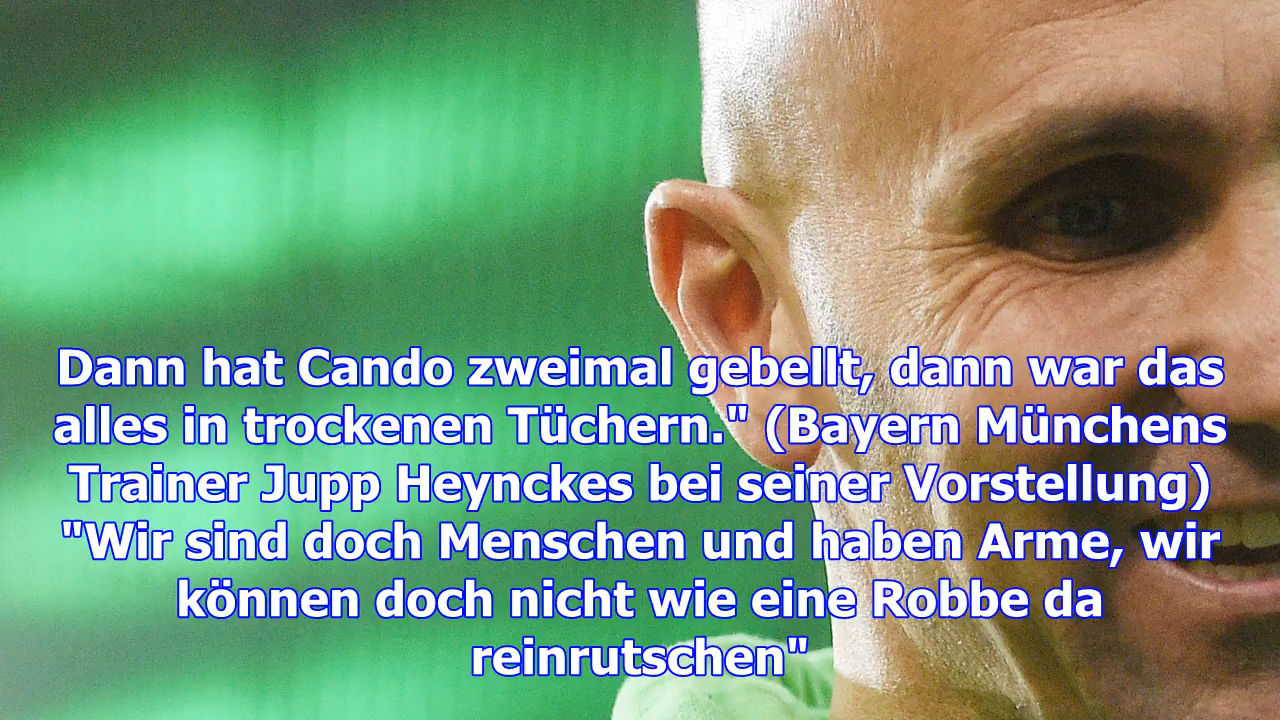 Dann hat Cando zweimal gebellt, dann war das
alles in trockenen Tüchern." (Bayern Münchens
Trainer Jupp Heynckes bei seiner Vorstellung)
"Wir sind doch Menschen und haben Arme, wir
können doch nicht wie eine Robbe da
reinrutschen"